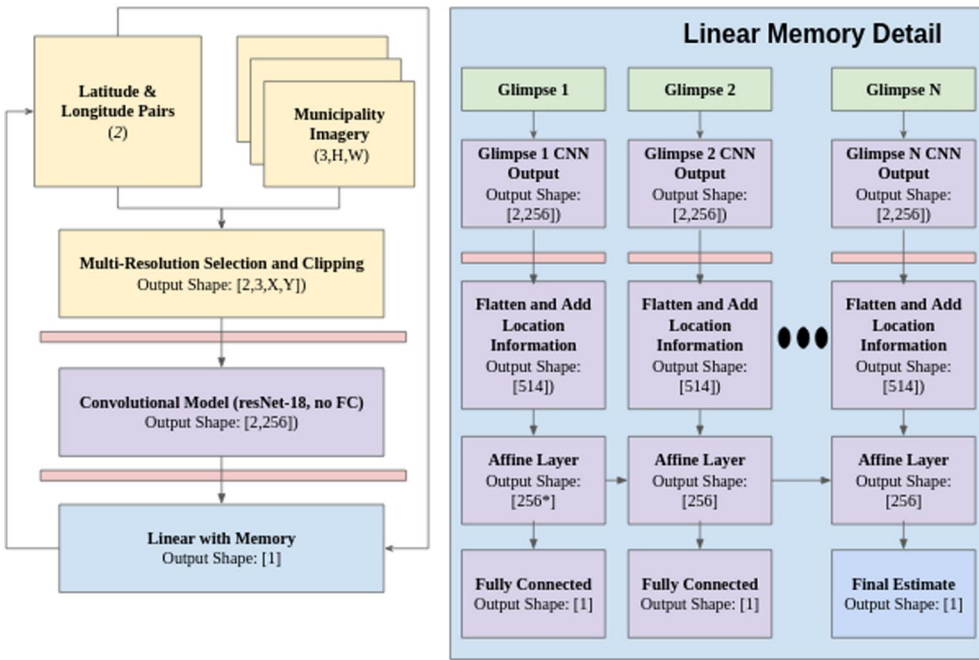 Latitude &
Longitude Pairs
(2)
Municipality
Imagery
(3,H,W)
Multi-Resolution Selection and Clipping
Output Shape: [2,3,X,Y])
Convolutional Model (resNet-18, no FC)
Output Shape: [2,256])
Linear with Memory
Output Shape: [1]
Linear Memory Detail
Glimpse 1
Glimpse 2
Glimpse N
Glimpse 1 CNN
Output
Output Shape:
[2,256])
Glimpse 2 CNN
Output
Output Shape:
[2,256])
Glimpse N CNN
Output
Output Shape:
[2,256])
Flatten and Add
Location
Information
Output Shape:
[514])
Flatten and Add
Location
Information
Output Shape:
[514])
Flatten and Add
Location
Information
Output Shape:
[514])
Affine Layer
Output Shape:
[256*]
Affine Layer
Output Shape:
[256]
Affine Layer
Output Shape:
[256]
Fully Connected
Output Shape: [1]
Fully Connected
Output Shape: [1]
Final Estimate
Output Shape: [1]